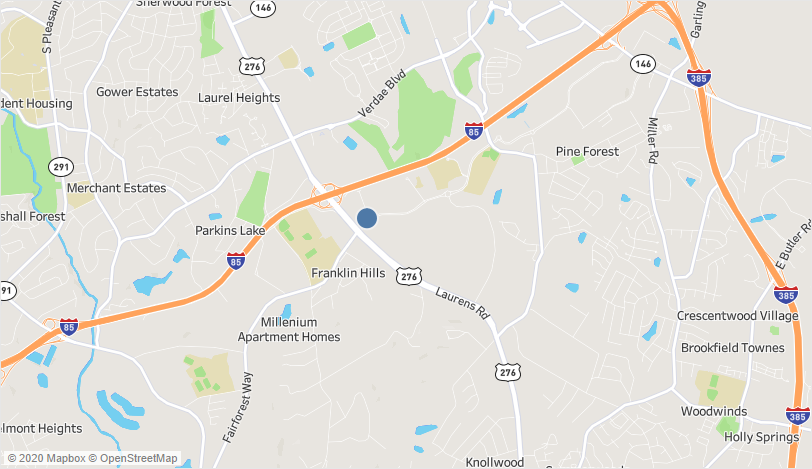 Sherwood Forest
S Pleasant
Garling
276
146
Gower Estates
Verdae Blvd
385
dent Housing
Laurel Heights
85
Miller Rd
Pine Forest
291
Merchant Estates
shall Forest
Parkins Lake
E Butler Rd
85
Franklin Hills
276
291
385
Laurens Rd
Crescentwood Village
85
Millenium
Apartment Homes
Brookfield Townes
276
Fairforest Way
Woodwinds
385
elmont Heights
Holly Springs
© 2020 Mapbox © OpenStreetMap
Knollwood